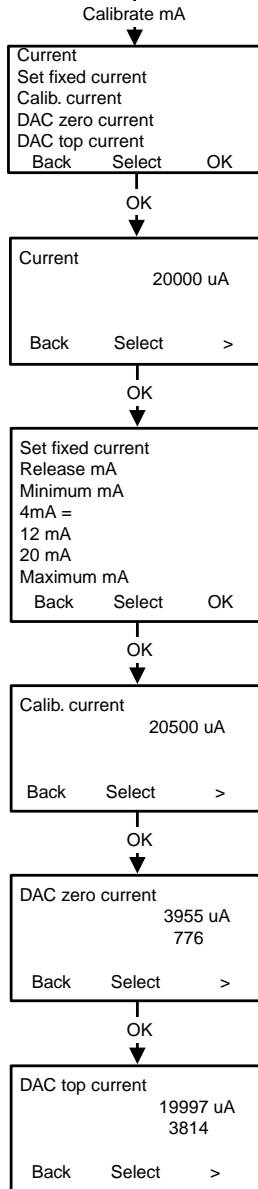 Calibrate mA
Current
Set fixed current
Calib. current
DAC zero current
DAC top current
Back Select OK
OK
Current
20000 uA
Back Select >
OK
Set fixed current
Release mA
Minimum mA
4mA =
12 mA
20 mA
Maximum mA
Back Select OK
OK
Calib. current
20500 uA
Back Select >
OK
DAC zero current
3955 uA
776
Back Select >
OK
DAC top current
19997 uA
3814
Back Select >